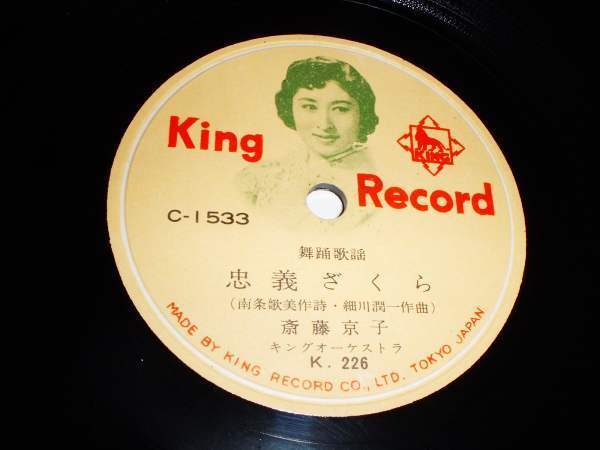 King
Record
KING
C-1533
舞踊歌謡
忠義ざくら
(南条歌美作詩・細川潤一作曲)
斎藤京子
キングオーケストラ
K. 226
MADE BY KING RECORD CO., LTD. TOKYO JAPAN